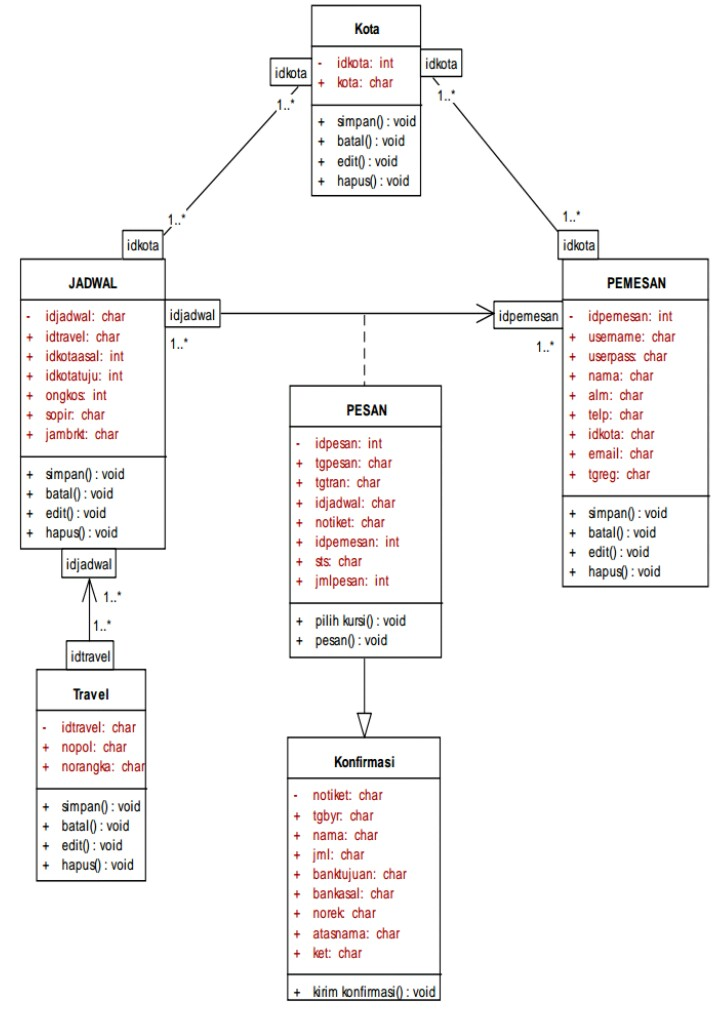 Kota
idkota
idkota
- idkota: int
+ kota: char
1..*
1..*
+ simpan() : void
+ batal() : void
+ edit() : void
+ hapus() : void
1..*
1..*
idkota
idkota
JADWAL
- idjadwal: char
+ idtravel: char
+ idkotaasal: int
+ idkotatuju: int
+ ongkos: int
+ sopir: char
+ jambrkt: char
+ simpan() : void
+ batal() : void
+ edit() : void
+ hapus() : void
idjadwal
1..*
idpemesan
1..*
PEMESAN
- idpemesan: int
+ username: char
+ userpass: char
+ nama: char
+ alm: char
+ telp: char
+ idkota: char
+ email: char
+ tgreg: char
+ simpan() : void
+ batal() : void
+ edit() : void
+ hapus() : void
PESAN
- idpesan: int
+ tgpesan: char
+ tgtran: char
+ idjadwal: char
+ notiket: char
+ idpemesan: int
+ sts: char
+ jmlpesan: int
+ pilih kursi() : void
+ pesan() : void
idjadwal
1..*
1..*
idtravel
Travel
- idtravel: char
+ nopol: char
+ norangka: char
+ simpan() : void
+ batal() : void
+ edit() : void
+ hapus() : void
Konfirmasi
- notiket: char
+ tgbyr: char
+ nama: char
+ jml: char
+ banktujuan: char
+ bankasal: char
+ norek: char
+ atasnama: char
+ ket: char
+ kirim konfirmasi() : void